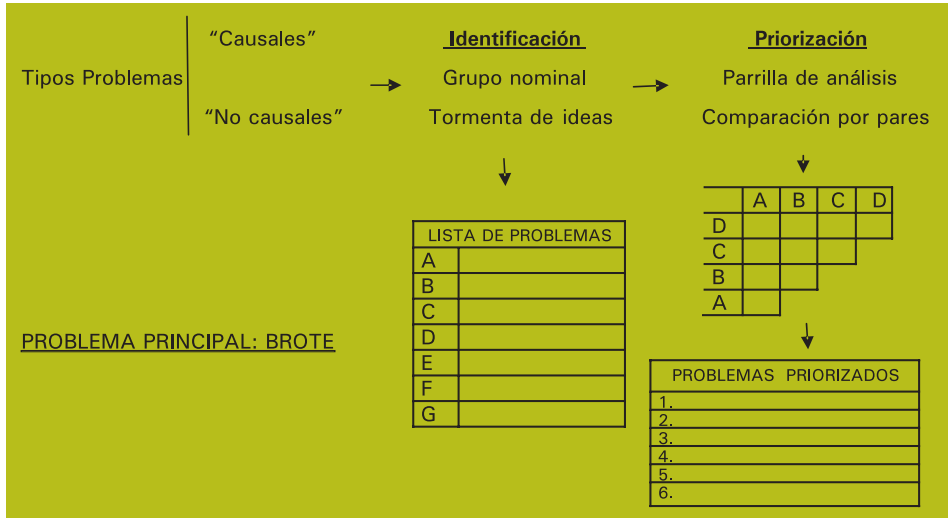 Tipos Problemas
"Causales"
"No causales"
Identificación
Grupo nominal
Tormenta de ideas
Priorización
Parrilla de análisis
Comparación por pares
LISTA DE PROBLEMAS
A
B
C
D
E
F
G
A B C D
D
C
B
A
PROBLEMA PRINCIPAL: BROTE
PROBLEMAS PRIORIZADOS
1.
2.
3.
4.
5.
6.